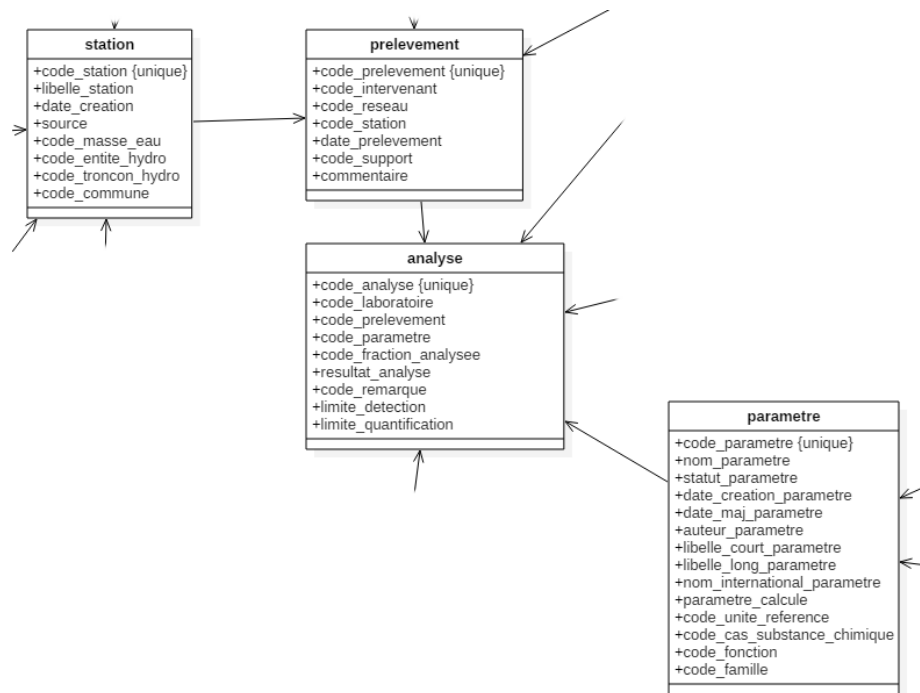 station
+code_station {unique}
+libelle_station
+date_creation
+source
+code_masse_eau
+code_entite_hydro
+code_troncon_hydro
+code_commune
prelevement
+code_prelevement {unique}
+code_intervenant
+code_reseau
+code_station
+date_prelevement
+code_support
+commentaire
analyse
+code_analyse {unique}
+code_laboratoire
+code_prelevement
+code_parametre
+code_fraction_analysee
+resultat_analyse
+code_remarque
+limite_detection
+limite_quantification
parametre
+code_parametre {unique}
+nom_parametre
+statut_parametre
+date_creation_parametre
+date_maj_parametre
+auteur_parametre
+libelle_court_parametre
+libelle_long_parametre
+nom_international_parametre
+parametre_calcule
+code_unite_reference
+code_cas_substance_chimique
+code_fonction
+code_famille